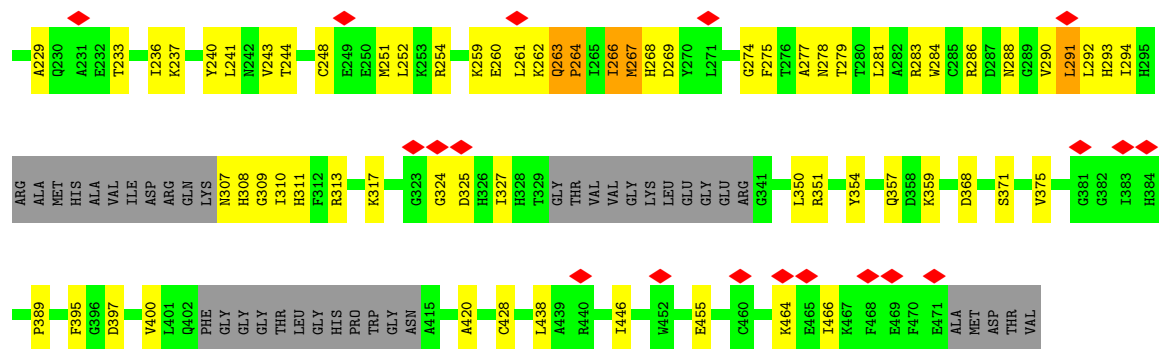 A229 Q230 A231 E232 T233 I236 K237 Y240 L241 N242 V243 T244 C248 E249 E250 M251 L252 K253 R254 K259 E260 L261 K262 Q263 P264 I265 I266 M267 H268 D269 Y270 L271 G274 F275 T276 A277 N278 T279 T280 L281 A282 R283 W284 C285 R286 D287 N288 G289 V290 L291 L292 H293 I294 H295
ARG ALA MET HIS ALA VAL ILE ASP ARG GLN LYS N307 H308 G309 I310 H311 F312 R313 K317 G323 G324 D325 H326 I327 H328 T329 GLY THR VAL VAL GLY LYS LEU GLU GLY GLU ARG G341 L350 R351 Y354 Q357 D358 K359 D368 S371 V375 G381 G382 I383 H384
P389 F395 G396 D397 V400 L401 Q402 PHE GLY GLY GLY THR LEU GLY HIS PRO TRP GLY ASN A415 A420 C428 L438 A439 R440 I446 W452 E455 C460 K464 E465 I466 K467 F468 E469 F470 E471 ALA MET ASP THR VAL